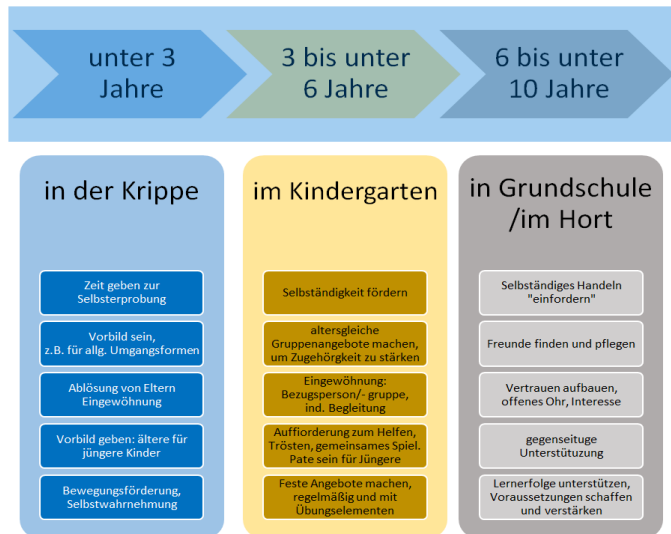 unter 3
Jahre
3 bis unter
6 Jahre
6 bis unter
10 Jahre
in der Krippe
Zeit geben zur
Selbsterprobung
Vorbild sein,
z.B. für allg. Umgangsformen
Ablösung von Eltern
Eingewöhnung
Vorbild geben: ältere für
jüngere Kinder
Bewegungsförderung,
Selbstwahrnehmung
im Kindergarten
Selbständigkeit fördern
altersgleiche
Gruppenangebote machen,
um Zugehörgkeit zu stärken
Eingewöhnung:
Bezugsperson/- gruppe,
ind. Begleitung
Auffiorderung zum Helfen,
Trösten, gemeinsames Spiel.
Pate sein für Jüngere
Feste Angebote machen,
regelmäßig und mit
Übungselementen
in Grundschule
/im Hort
Selbständiges Handeln
"einfordern"
Freunde finden und pflegen
Vertrauen aufbauen,
offenes Ohr, Interesse
gegenseituge
Unterstütuzung
Lernerfolge unterstützen,
Voraussetzungen schaffen
und verstärken